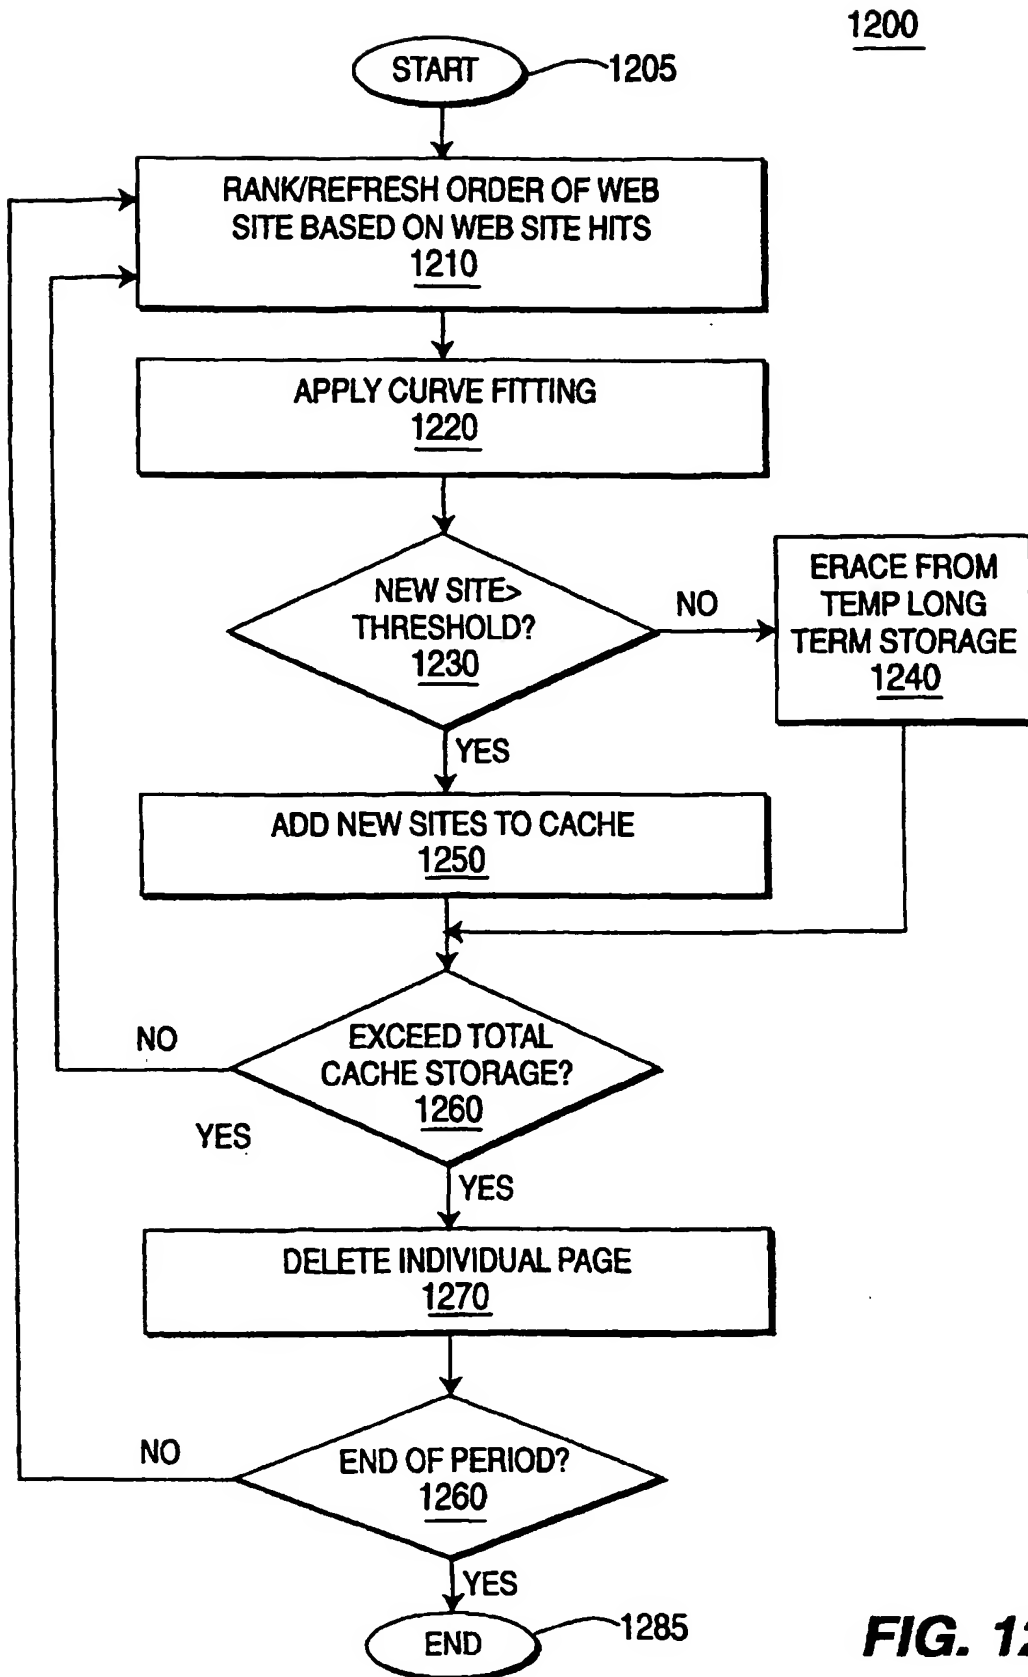 1200
START
1205
RANK/REFRESH ORDER OF WEB
SITE BASED ON WEB SITE HITS
1210
APPLY CURVE FITTING
1220
NEW SITE>
THRESHOLD?
1230
NO
ERACE FROM
TEMP LONG
TERM STORAGE
1240
YES
ADD NEW SITES TO CACHE
1250
NO
EXCEED TOTAL
CACHE STORAGE?
1260
YES
YES
DELETE INDIVIDUAL PAGE
1270
NO
END OF PERIOD?
1260
YES
END
1285
FIG. 12